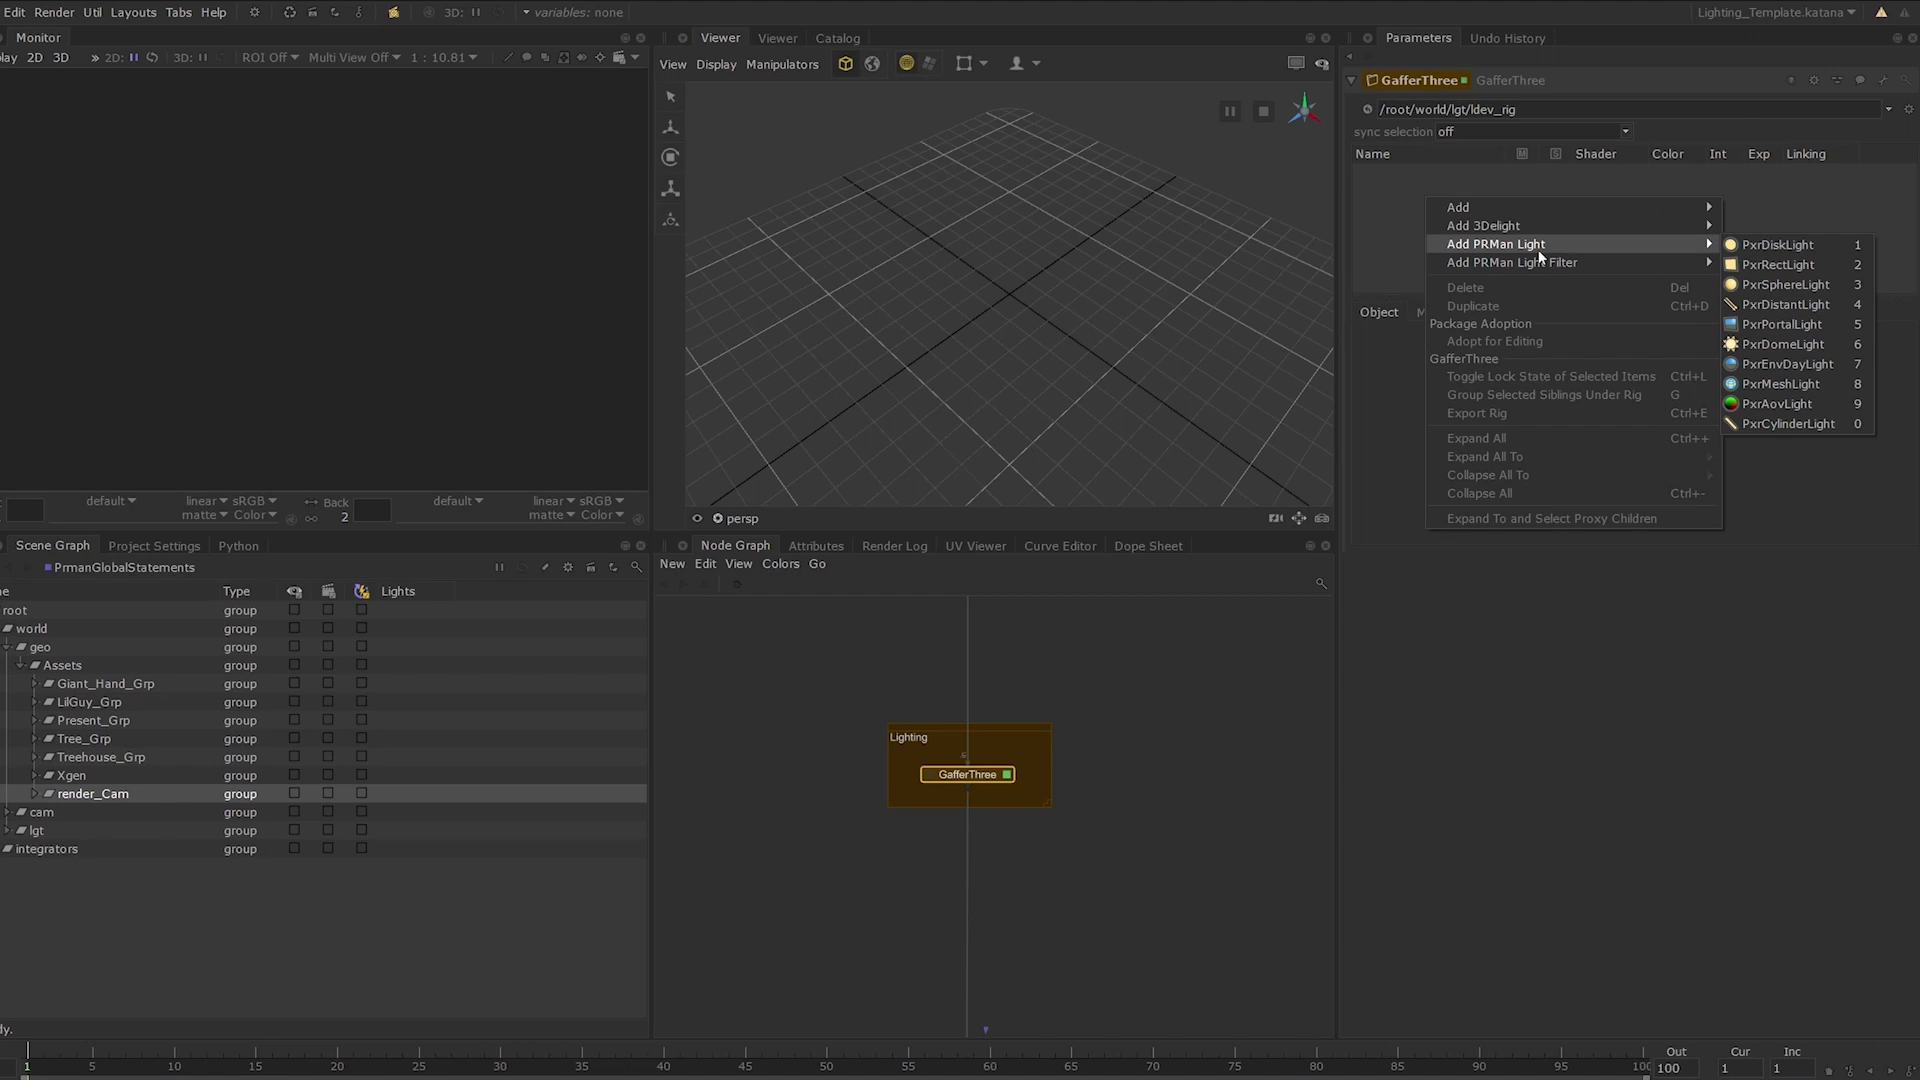 Edit Render Util Layouts Tabs Help 3D: variables: none Lighting_Template.katana
Monitor
lay 2D 3D 2D: 3D: ROI Off Multi View Off 1 : 10.81
default linear sRGB Back default linear sRGB
matte Color 2 matte Color
Viewer Viewer Catalog
View Display Manipulators
persp
Parameters Undo History
GafferThree GafferThree
/root/world/lgt/ldev_rig
sync selection off
Name M S Shader Color Int Exp Linking
Object M
Add
Add 3Delight
Add PRMan Light
Add PRMan Light Filter
Delete Del
Duplicate Ctrl+D
Package Adoption
Adopt for Editing
GafferThree
Toggle Lock State of Selected Items Ctrl+L
Group Selected Siblings Under Rig G
Export Rig Ctrl+E
Expand All Ctrl++
Expand All To
Collapse All To
Collapse All Ctrl+-
Expand To and Select Proxy Children
PxrDiskLight 1
PxrRectLight 2
PxrSphereLight 3
PxrDistantLight 4
PxrPortalLight 5
PxrDomeLight 6
PxrEnvDayLight 7
PxrMeshLight 8
PxrAovLight 9
PxrCylinderLight 0
Scene Graph Project Settings Python
PrmanGlobalStatements
e Type Lights
root group
world group
geo group
Assets group
Giant_Hand_Grp group
LilGuy_Grp group
Present_Grp group
Tree_Grp group
Treehouse_Grp group
Xgen group
render_Cam group
cam group
lgt group
integrators group
dy.
Node Graph Attributes Render Log UV Viewer Curve Editor Dope Sheet
New Edit View Colors Go
Lighting
GafferThree
1 5 10 15 20 25 30 35 40 45 50 55 60 65 70 75 80 85 90 95 100
Out Cur Inc
100 1 1